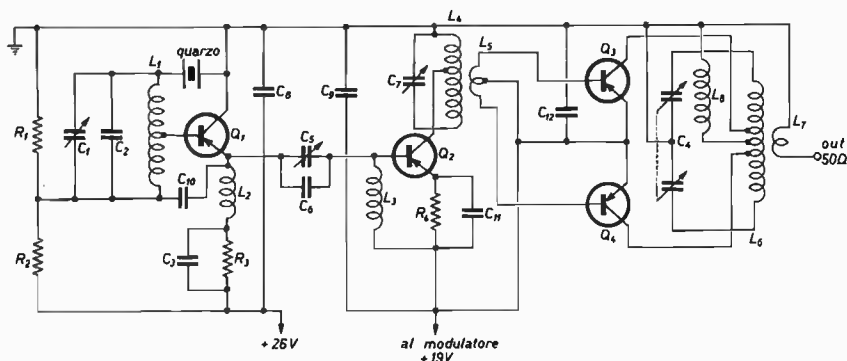 L4
L1
quarzo
L5
Q3
C7
C8
C9
L8
R1
C1
C2
Q1
C5
Q2
C12
C4
L7
out
50Ω
C10
L2
C6
L3
R4
C11
Q4
L6
R2
C3
R3
+26V
al modulatore
+19V